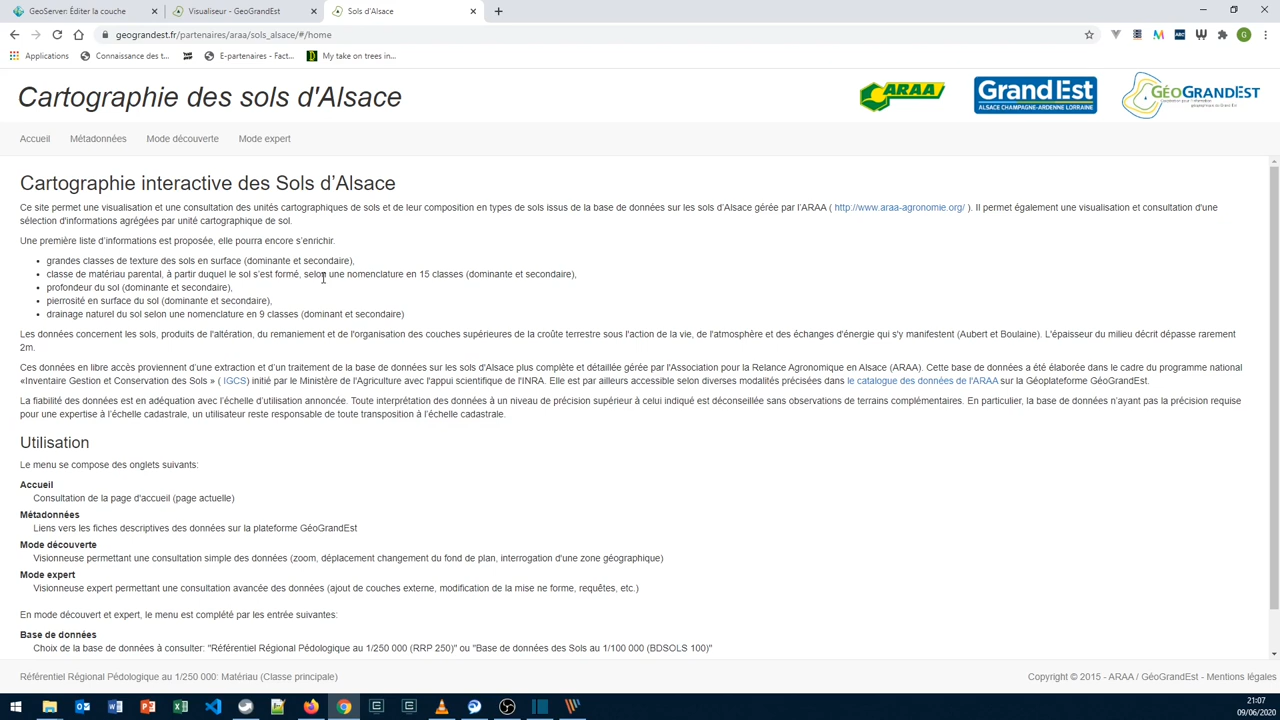 GeoServer: Éditer la couche
Visualiseur - GeoGrandEst
Sols d'Alsace
geograndest.fr/partenaires/araa/sols_alsace/#/home
Applications
Connaissance des t...
E-partenaires - Fact...
My take on trees in...
Cartographie des sols d'Alsace
ARAA
GrandEst
ALSACE CHAMPAGNE-ARDENNE LORRAINE
GÉOGRANDEST
Accueil
Métadonnées
Mode découverte
Mode expert
Cartographie interactive des Sols d’Alsace
Ce site permet une visualisation et une consultation des unités cartographiques de sols et de leur composition en types de sols issus de la base de données sur les sols d’Alsace gérée par l’ARAA ( http://www.araa-agronomie.org/ ). Il permet également une visualisation et consultation d'une
sélection d'informations agrégées par unité cartographique de sol.
Une première liste d’informations est proposée, elle pourra encore s’enrichir.
grandes classes de texture des sols en surface (dominante et secondaire),
classe de matériau parental, à partir duquel le sol s’est formé, selon une nomenclature en 15 classes (dominante et secondaire),
profondeur du sol (dominante et secondaire),
pierrosité en surface du sol (dominante et secondaire),
drainage naturel du sol selon une nomenclature en 9 classes (dominant et secondaire)
Les données concernent les sols, produits de l'altération, du remaniement et de l'organisation des couches supérieures de la croûte terrestre sous l'action de la vie, de l'atmosphère et des échanges d'énergie qui s'y manifestent (Aubert et Boulaine). L'épaisseur du milieu décrit dépasse rarement
2m.
Ces données en libre accès proviennent d’une extraction et d’un traitement de la base de données sur les sols d'Alsace plus complète et détaillée gérée par l'Association pour la Relance Agronomique en Alsace (ARAA). Cette base de données a été élaborée dans le cadre du programme national
«Inventaire Gestion et Conservation des Sols » ( IGCS) initié par le Ministère de l'Agriculture avec l'appui scientifique de l'INRA. Elle est par ailleurs accessible selon diverses modalités précisées dans le catalogue des données de l'ARAA sur la Géoplateforme GéoGrandEst.
La fiabilité des données est en adéquation avec l’échelle d’utilisation annoncée. Toute interprétation des données à un niveau de précision supérieur à celui indiqué est déconseillée sans observations de terrains complémentaires. En particulier, la base de données n’ayant pas la précision requise
pour une expertise à l’échelle cadastrale, un utilisateur reste responsable de toute transposition à l’échelle cadastrale.
Utilisation
Le menu se compose des onglets suivants:
Accueil
Consultation de la page d'accueil (page actuelle)
Métadonnées
Liens vers les fiches descriptives des données sur la plateforme GéoGrandEst
Mode découverte
Visionneuse permettant une consultation simple des données (zoom, déplacement changement du fond de plan, interrogation d'une zone géographique)
Mode expert
Visionneuse expert permettant une consultation avancée des données (ajout de couches externe, modification de la mise ne forme, requêtes, etc.)
En mode découvert et expert, le menu est complété par les entrée suivantes:
Base de données
Choix de la base de données à consulter: "Référentiel Régional Pédologique au 1/250 000 (RRP 250)" ou "Base de données des Sols au 1/100 000 (BDSOLS 100)"
Référentiel Régional Pédologique au 1/250 000: Matériau (Classe principale)
Copyright © 2015 - ARAA / GéoGrandEst - Mentions légales
21:07
09/06/2020